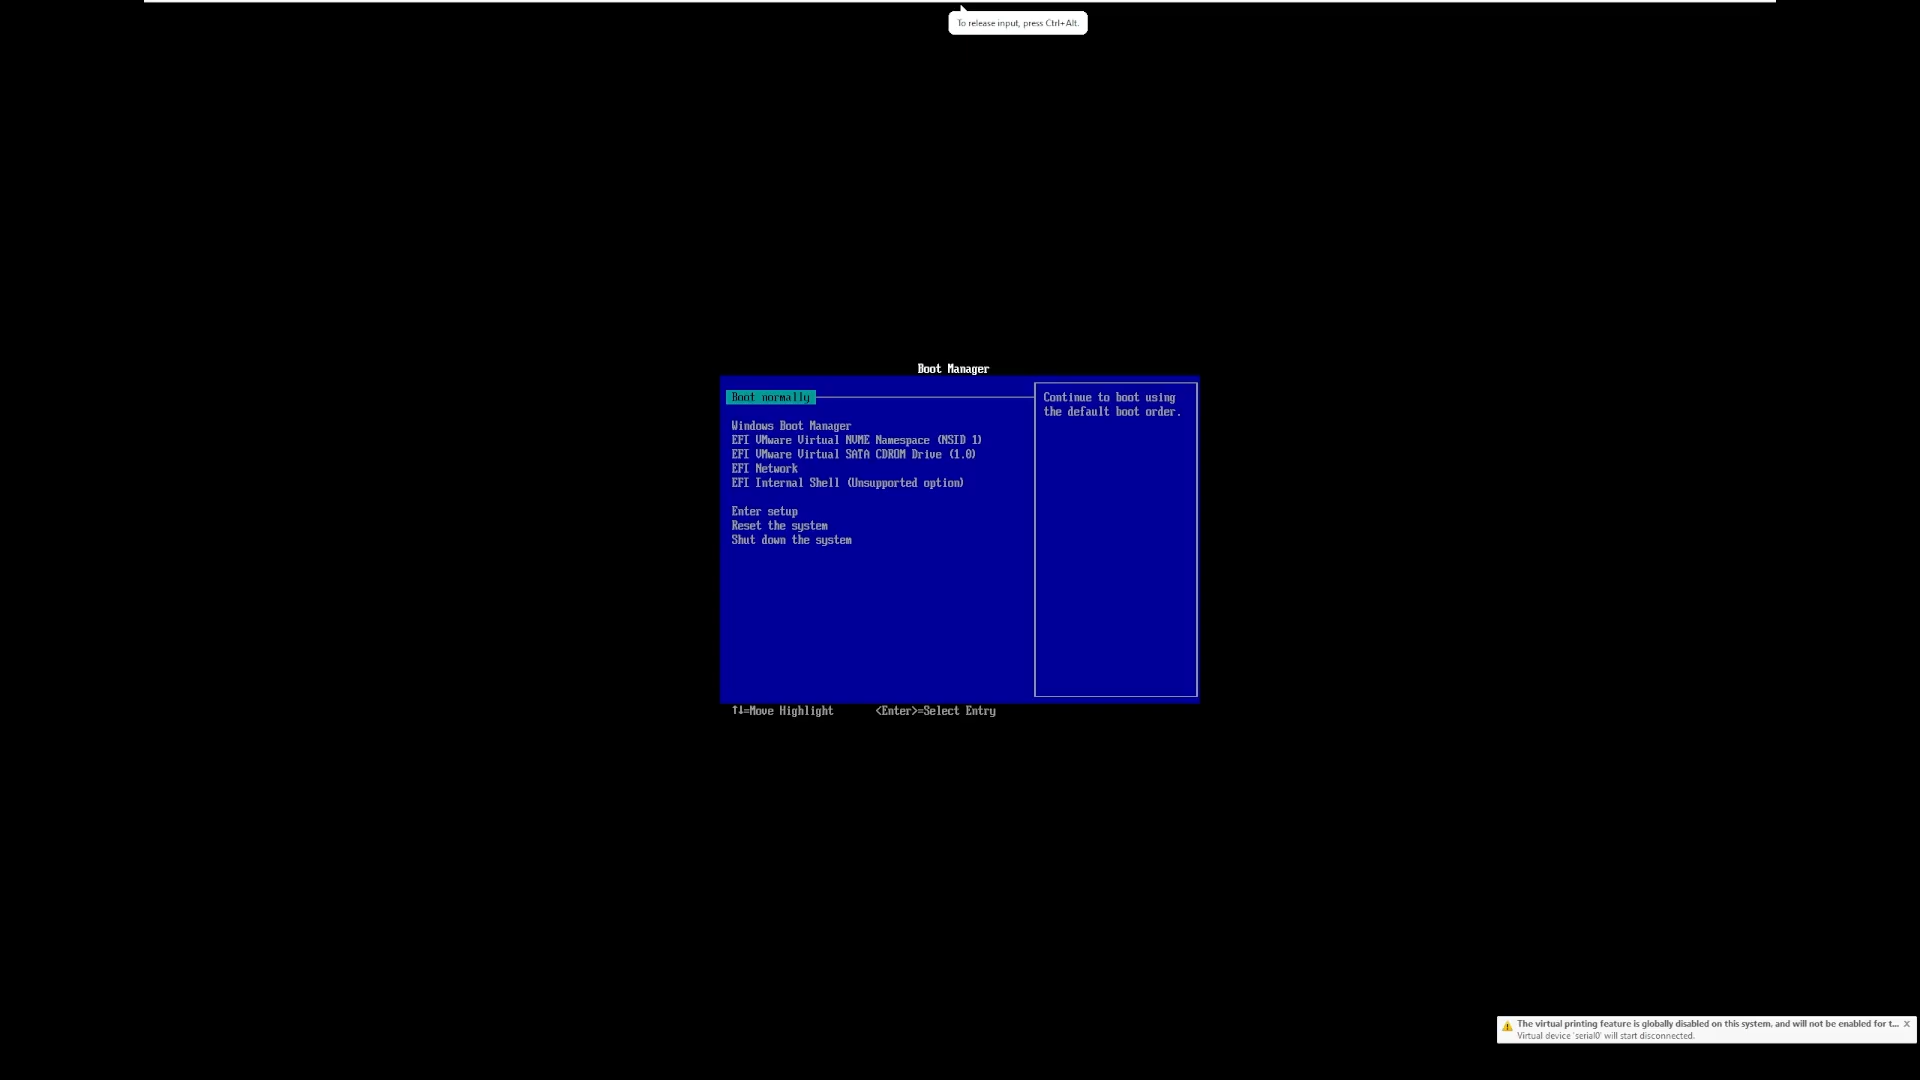 To release input, press Ctrl+Alt.
Boot Manager
Boot normally
Continue to boot using
the default boot order.
Windows Boot Manager
EFI VMware Virtual NVME Namespace (NSID 1)
EFI VMware Virtual SATA CDROM Drive (1.0)
EFI Network
EFI Internal Shell (Unsupported option)
Enter setup
Reset the system
Shut down the system
↑↓=Move Highlight <Enter>=Select Entry
The virtual printing feature is globally disabled on this system, and will not be enabled for t...
Virtual device 'serial0' will start disconnected.